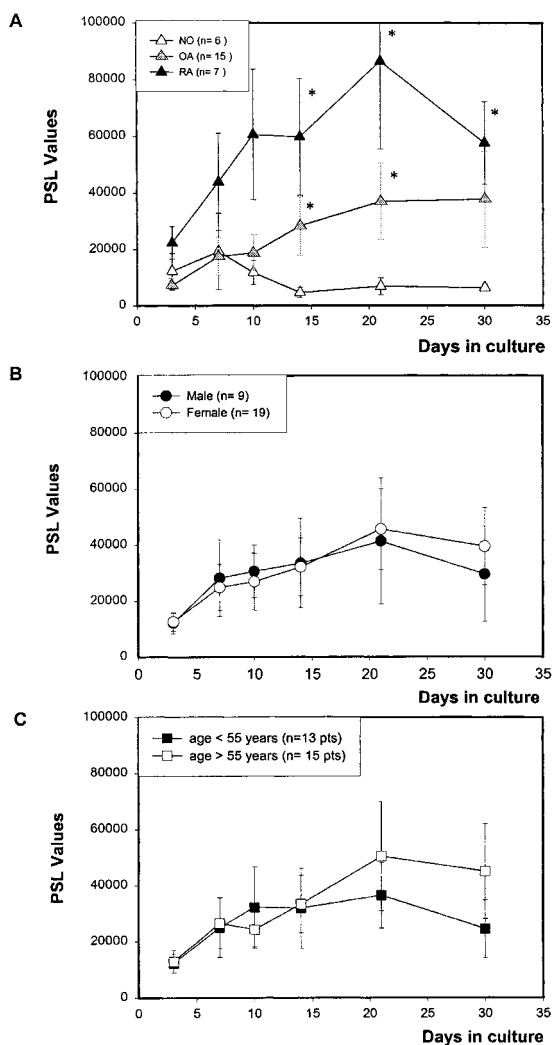 A
NO (n= 6 )
OA (n= 15 )
RA (n= 7 )
100000
80000
60000
40000
20000
0
PSL Values
*
*
*
*
*
0 5 10 15 20 25 30 35
Days in culture
B
Male (n= 9)
Female (n= 19)
100000
80000
60000
40000
20000
0
PSL Values
0 5 10 15 20 25 30 35
Days in culture
C
age < 55 years (n=13 pts)
age > 55 years (n= 15 pts)
100000
80000
60000
40000
20000
0
PSL Values
0 5 10 15 20 25 30 35
Days in culture